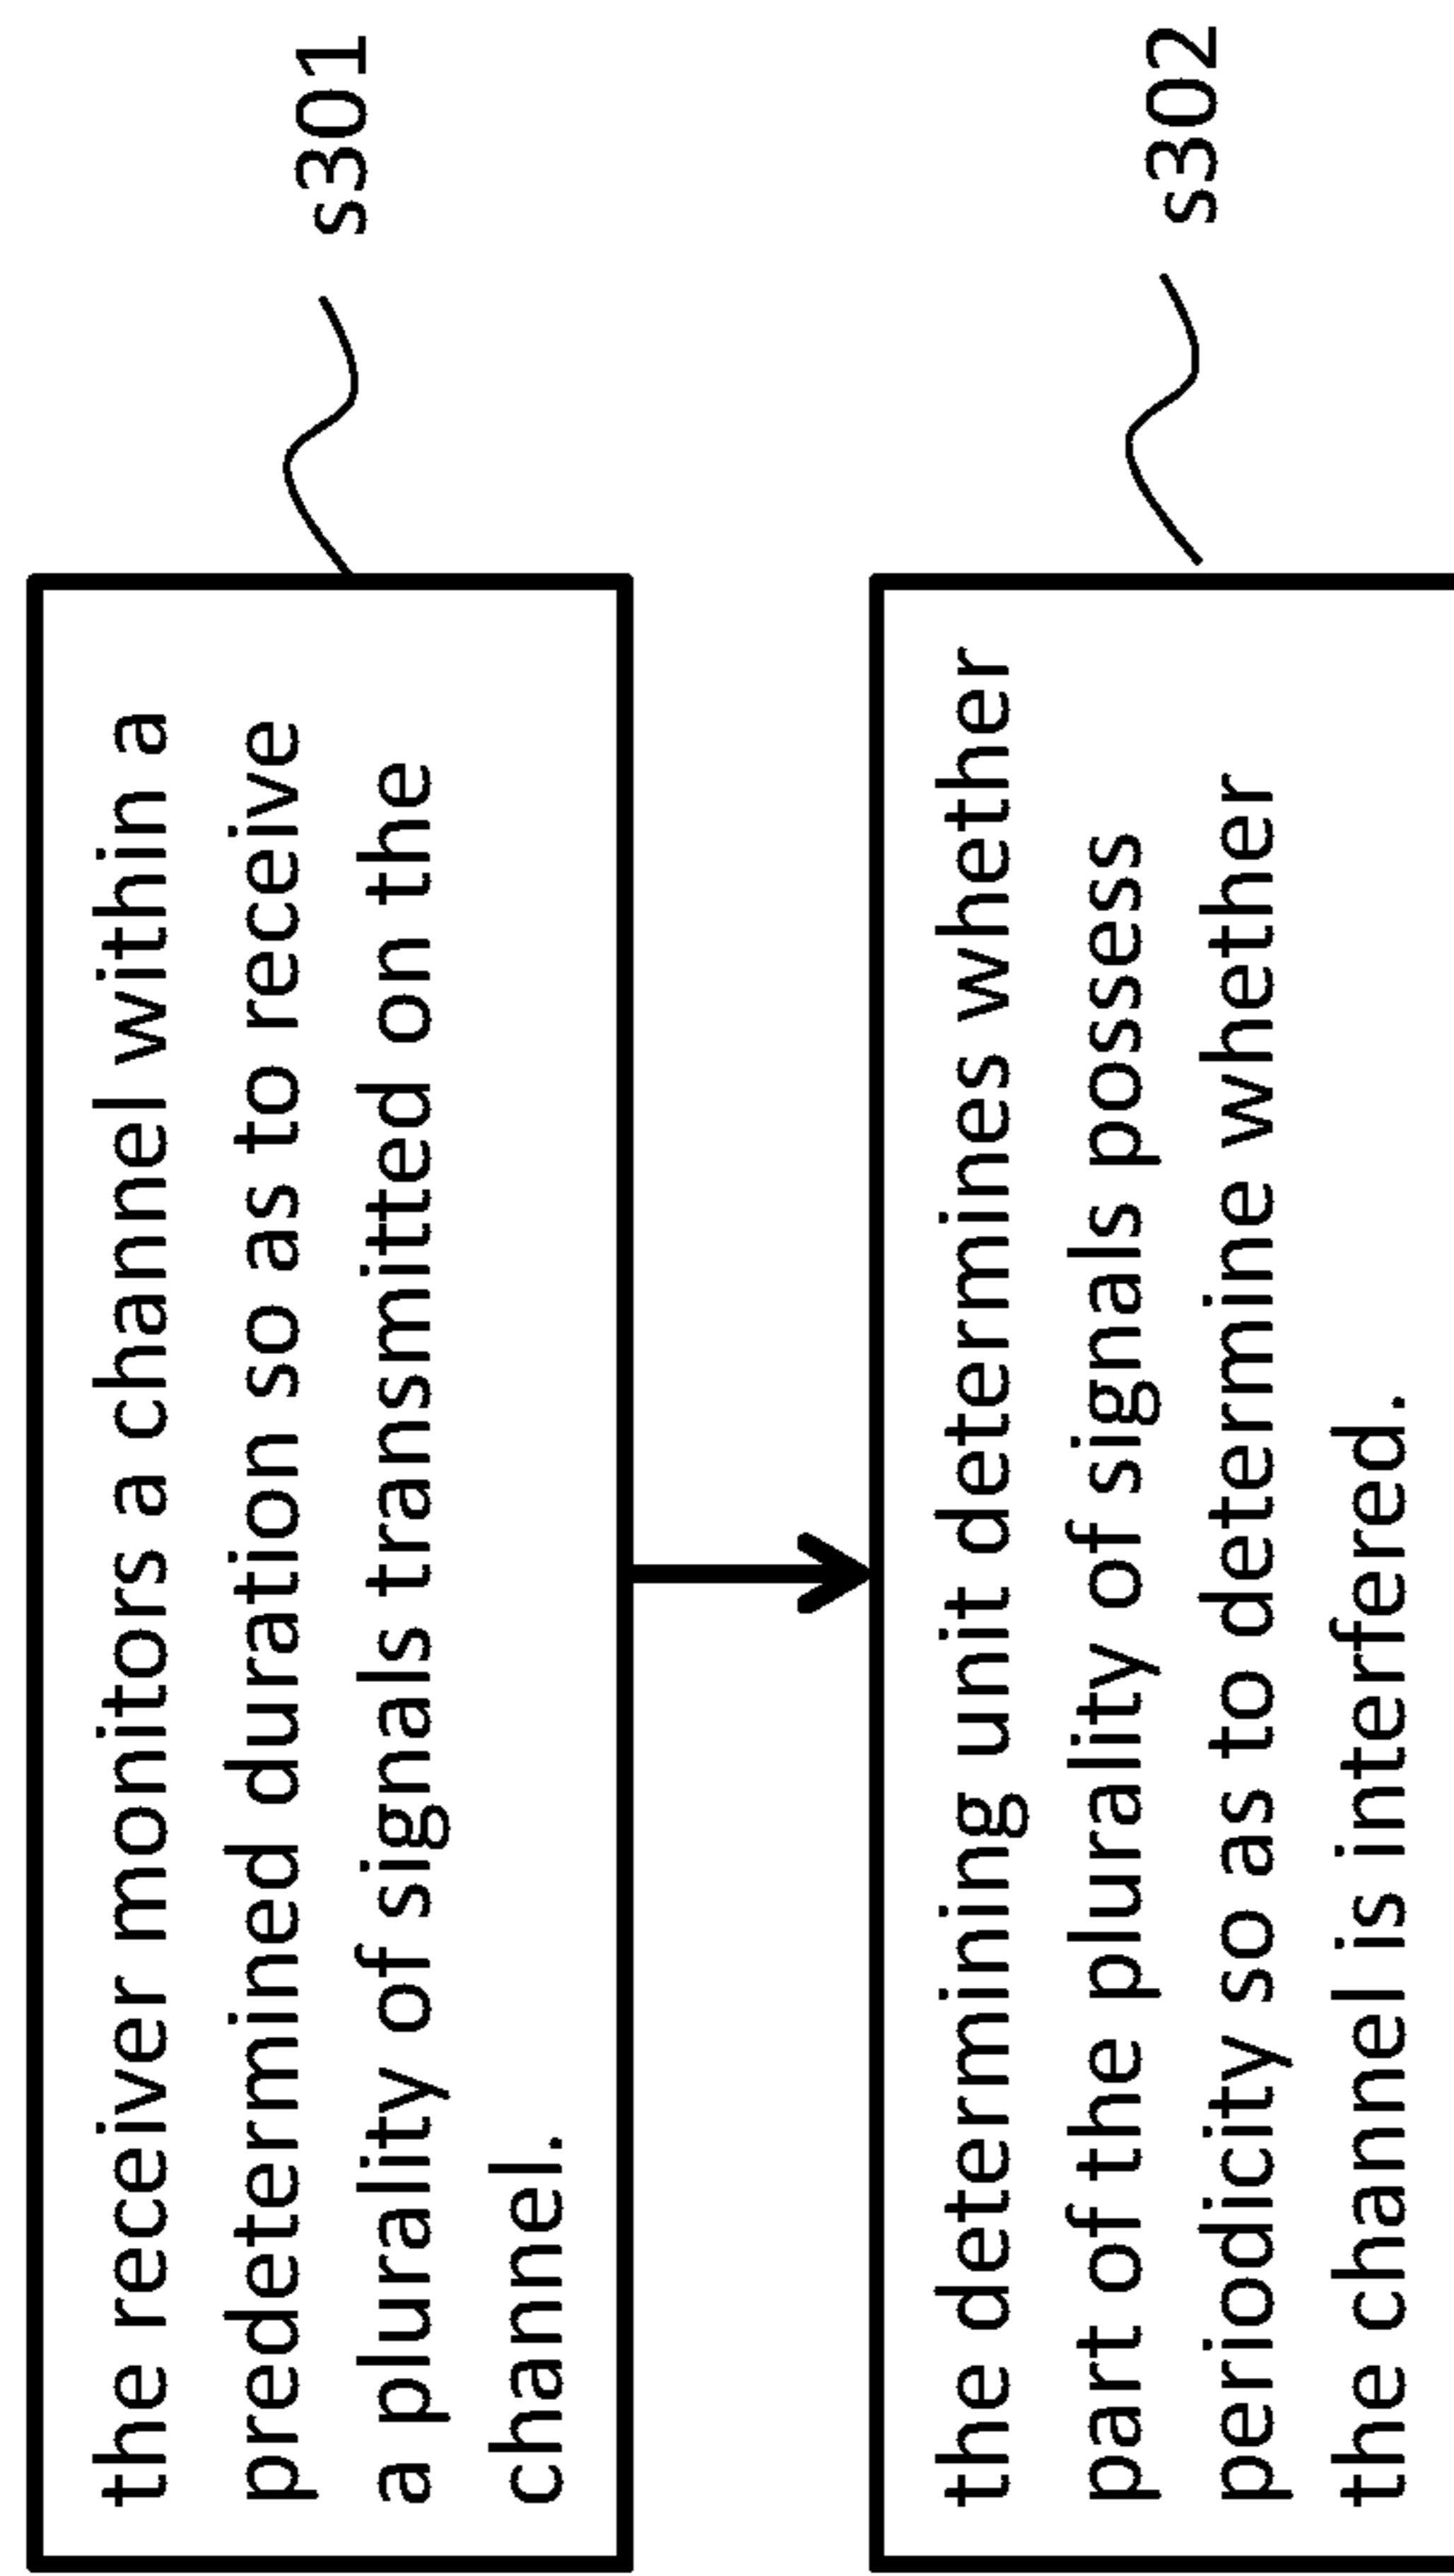 the receiver monitors a channel within a
predetermined duration so as to receive
a plurality of signals transmitted on the
channel.
s301
the determining unit determines whether
part of the plurality of signals possess
periodicity so as to determine whether
the channel is interfered.
s302